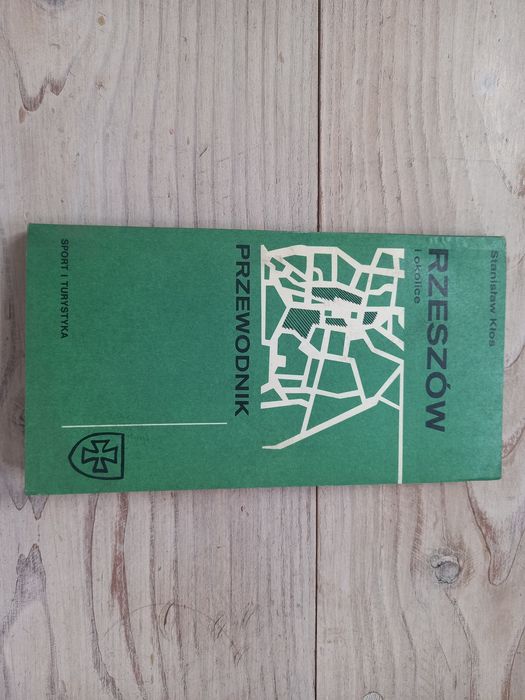 Stanisław Kłos
RZESZÓW
i okolice
PRZEWODNIK
SPORT I TURYSTYKA